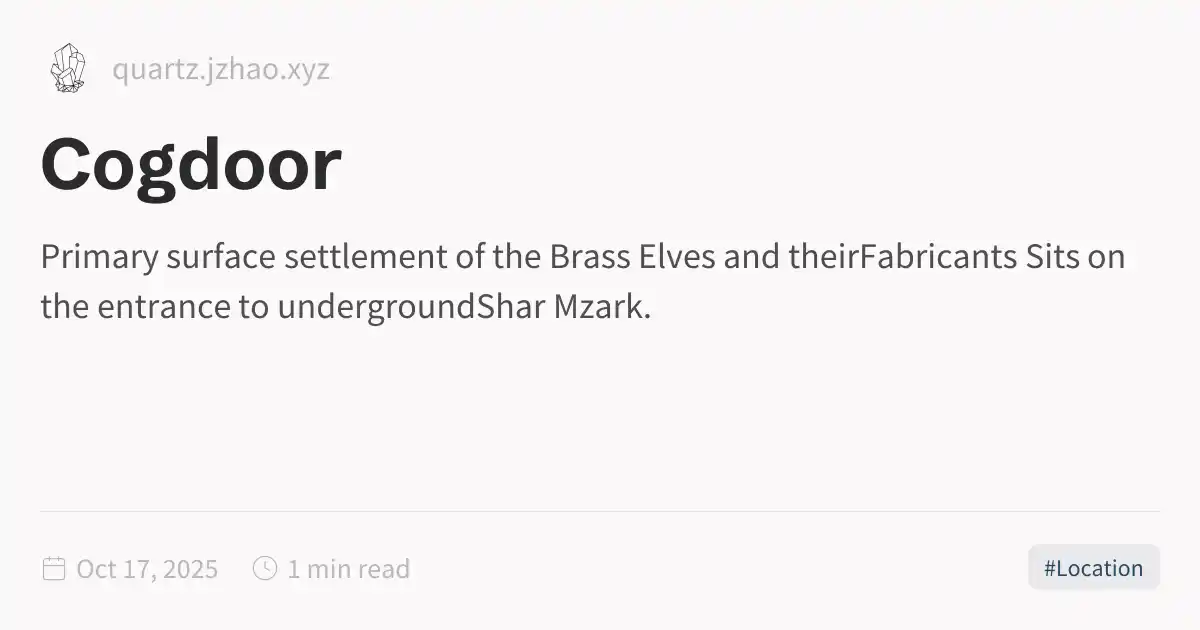 quartz.jzhao.xyz
Cogdoor
Primary surface settlement of the Brass Elves and theirFabricants Sits on
the entrance to undergroundShar Mzark.
Oct 17, 2025
1 min read
#Location